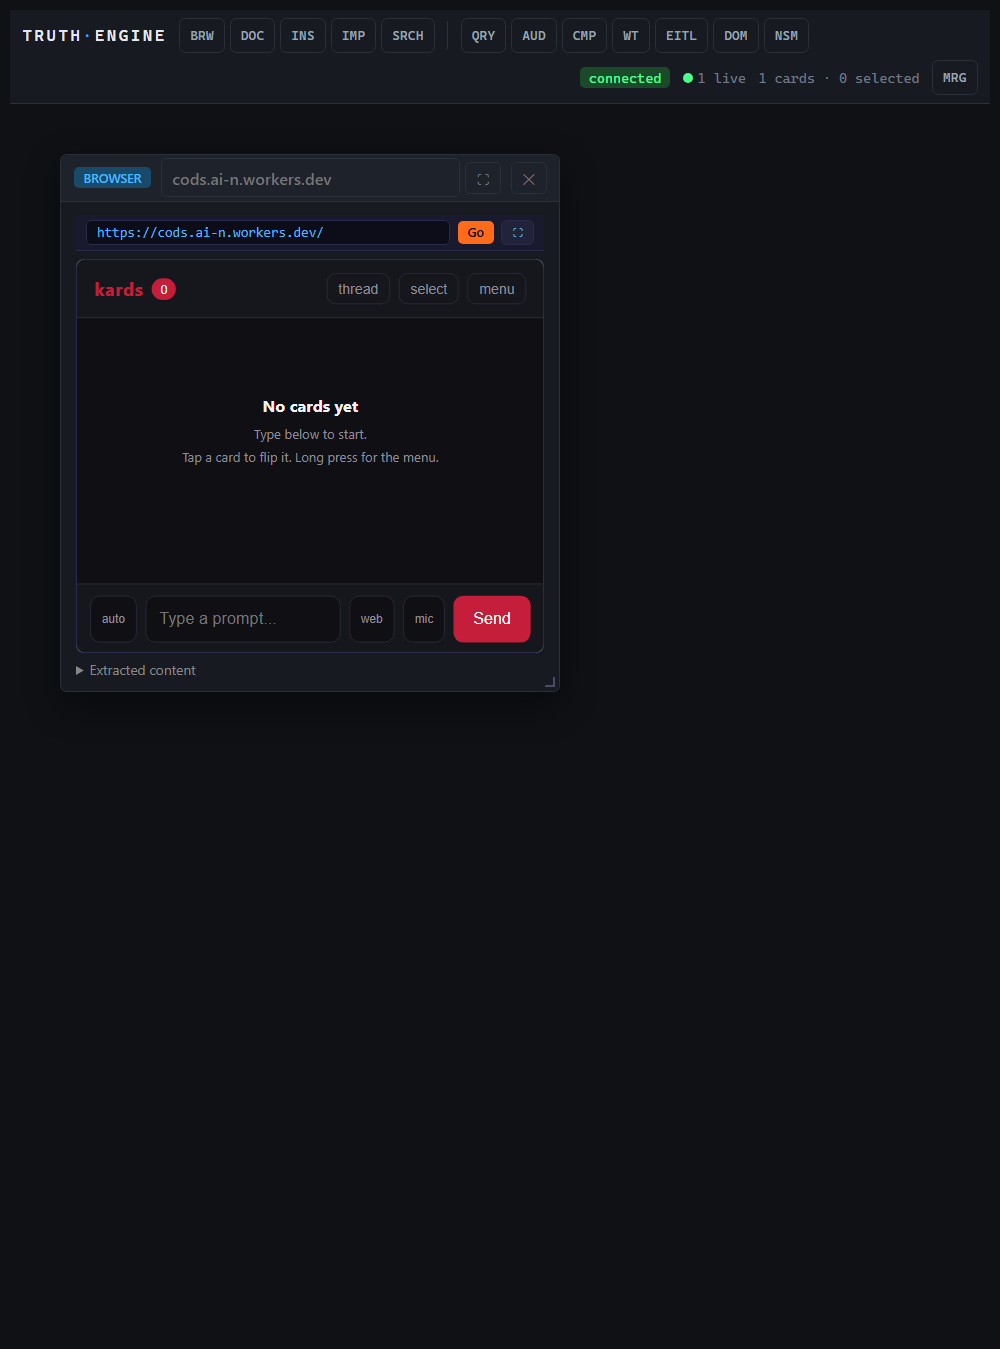 TRUTH·ENGINE BRW DOC INS IMP SRCH QRY AUD CMP WT EITL DOM NSM
connected 1 live 1 cards · 0 selected MRG
BROWSER cods.ai-n.workers.dev
https://cods.ai-n.workers.dev/ Go
kards 0 thread select menu
No cards yet
Type below to start.
Tap a card to flip it. Long press for the menu.
auto Type a prompt... web mic Send
Extracted content